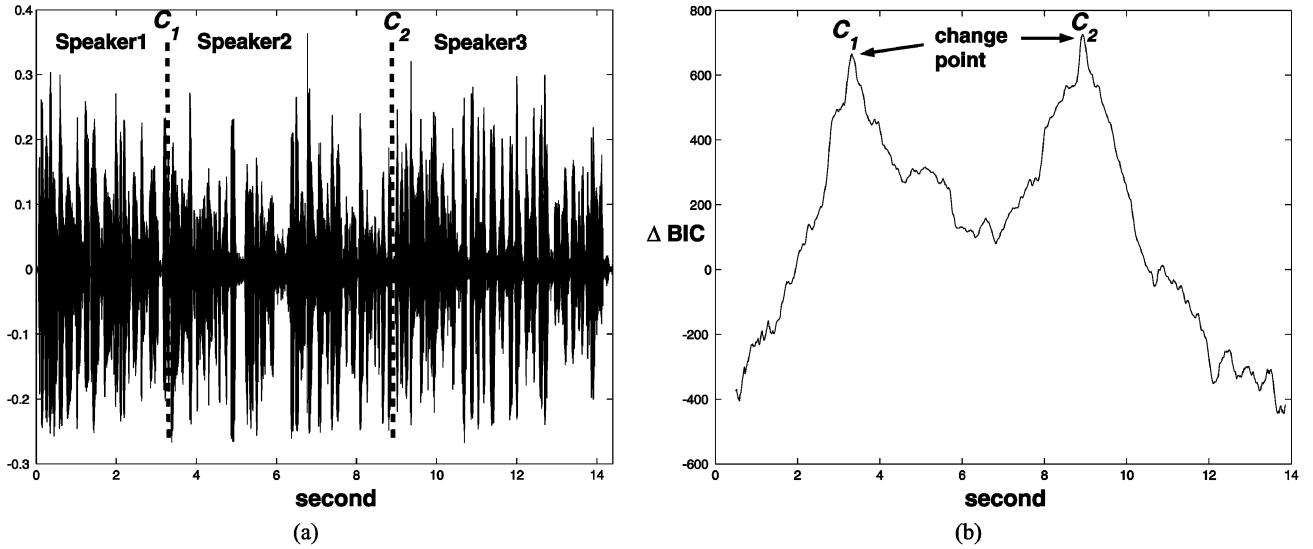 0.4
0.3
0.2
0.1
0
-0.1
-0.2
-0.3
0
2
4
6
8
10
12
14
C1
C2
Speaker1
Speaker2
Speaker3
second
(a)
800
600
400
200
0
-200
-400
-600
Δ BIC
0
2
4
6
8
10
12
14
C1
change
point
C2
second
(b)